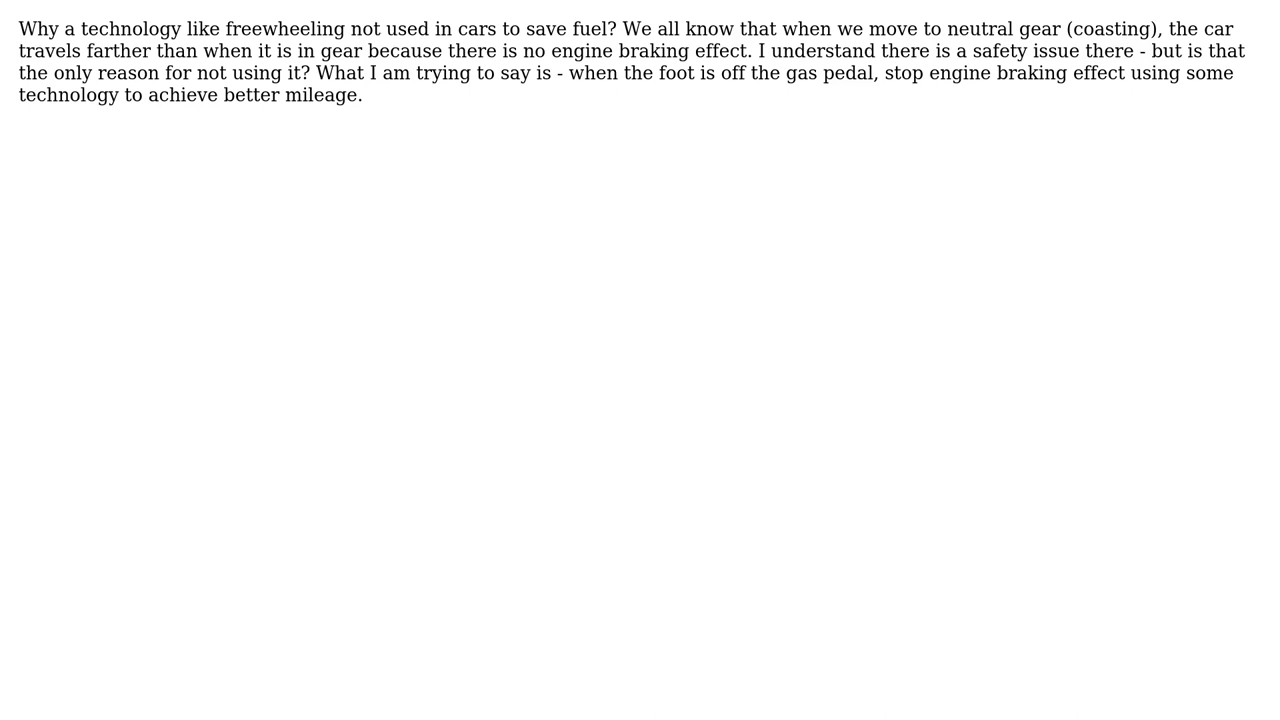 Why a technology like freewheeling not used in cars to save fuel? We all know that when we move to neutral gear (coasting), the car
travels farther than when it is in gear because there is no engine braking effect. I understand there is a safety issue there - but is that
the only reason for not using it? What I am trying to say is - when the foot is off the gas pedal, stop engine braking effect using some
technology to achieve better mileage.